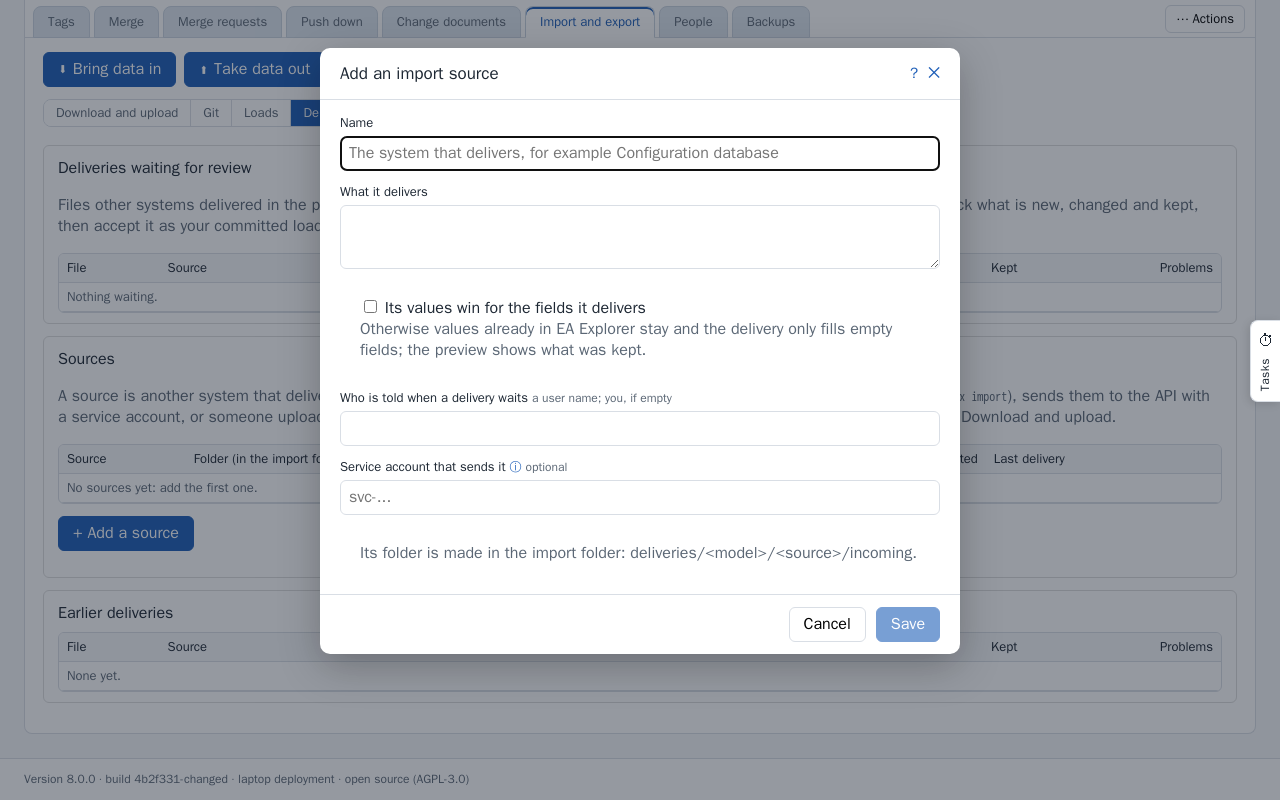 Tags Merge Merge requests Push down Change documents Import and export People Backups ··· Actions
⬇ Bring data in ⬆ Take data out
Download and upload Git Loads De
Deliveries waiting for review
Files other systems delivered in the p ck what is new, changed and kept,
then accept it as your committed load
File Source Kept Problems
Nothing waiting.
Sources
A source is another system that delive x import), sends them to the API with
a service account, or someone upload Download and upload.
Source Folder (in the import fo ted Last delivery
No sources yet: add the first one.
+ Add a source
Earlier deliveries
File Source Kept Problems
None yet.
Add an import source ? ✕
Name
The system that delivers, for example Configuration database
What it delivers
Its values win for the fields it delivers
Otherwise values already in EA Explorer stay and the delivery only fills empty
fields; the preview shows what was kept.
Who is told when a delivery waits a user name; you, if empty
Service account that sends it ⓘ optional
svc-...
Its folder is made in the import folder: deliveries/<model>/<source>/incoming.
Cancel Save
Tasks ⏱
Version 8.0.0 · build 4b2f331-changed · laptop deployment · open source (AGPL-3.0)